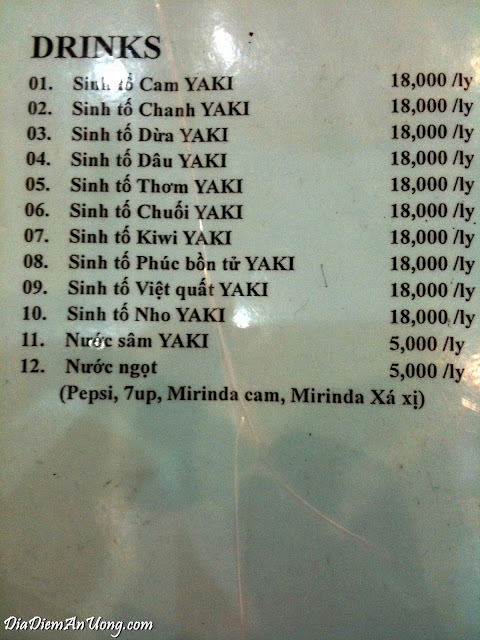 DRINKS
01. Sinh tố Cam YAKI 18,000 /ly
02. Sinh tố Chanh YAKI 18,000 /ly
03. Sinh tố Dừa YAKI 18,000 /ly
04. Sinh tố Dâu YAKI 18,000 /ly
05. Sinh tố Thơm YAKI 18,000 /ly
06. Sinh tố Chuối YAKI 18,000 /ly
07. Sinh tố Kiwi YAKI 18,000 /ly
08. Sinh tố Phúc bồn tử YAKI 18,000 /ly
09. Sinh tố Việt quất YAKI 18,000 /ly
10. Sinh tố Nho YAKI 18,000 /ly
11. Nước sâm YAKI 5,000 /ly
12. Nước ngọt 5,000 /ly
(Pepsi, 7up, Mirinda cam, Mirinda Xá xị)
DiaDiemAnUong.com